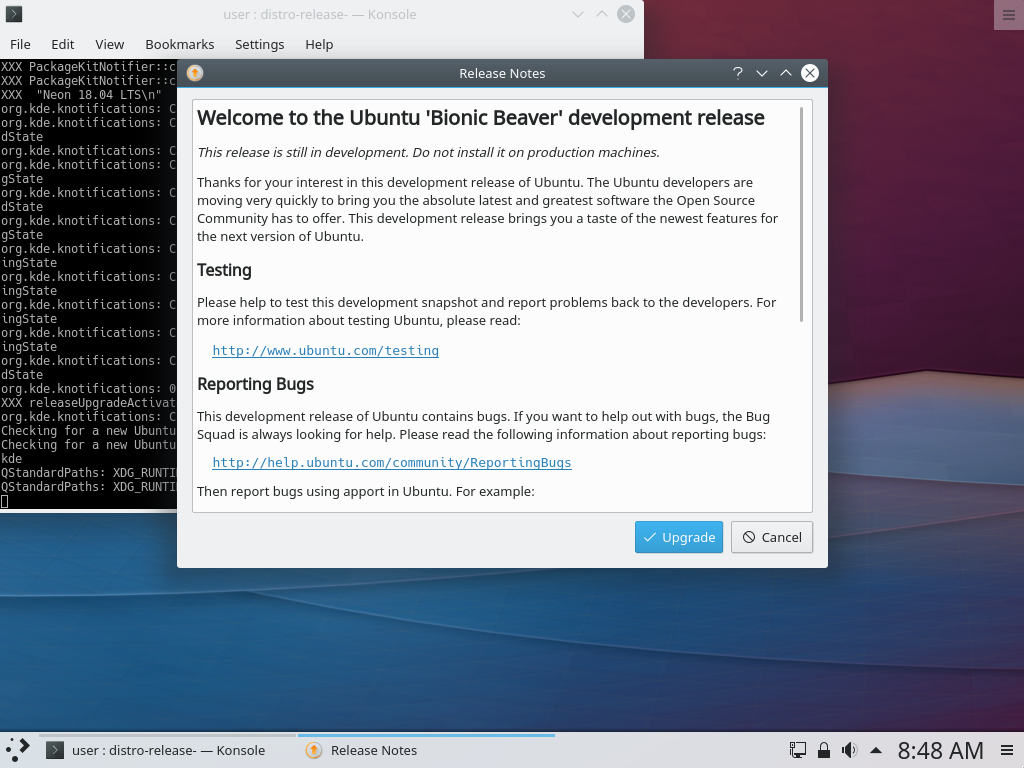 user : distro-release- — Konsole
File Edit View Bookmarks Settings Help
XXX PackageKitNotifier::c
XXX PackageKitNotifier::c
XXX "Neon 18.04 LTS\n"
org.kde.knotifications: C
org.kde.knotifications: C
dState
org.kde.knotifications: C
org.kde.knotifications: C
gState
org.kde.knotifications: C
dState
org.kde.knotifications: C
gState
org.kde.knotifications: C
ingState
org.kde.knotifications: C
ingState
org.kde.knotifications: C
ingState
org.kde.knotifications: C
ingState
org.kde.knotifications: C
dState
org.kde.knotifications: 0
XXX releaseUpgradeActivat
org.kde.knotifications: C
Checking for a new Ubuntu
Checking for a new Ubuntu
kde
QStandardPaths: XDG_RUNTI
QStandardPaths: XDG_RUNTI
Release Notes
Welcome to the Ubuntu 'Bionic Beaver' development release
This release is still in development. Do not install it on production machines.
Thanks for your interest in this development release of Ubuntu. The Ubuntu developers are
moving very quickly to bring you the absolute latest and greatest software the Open Source
Community has to offer. This development release brings you a taste of the newest features for
the next version of Ubuntu.
Testing
Please help to test this development snapshot and report problems back to the developers. For
more information about testing Ubuntu, please read:
http://www.ubuntu.com/testing
Reporting Bugs
This development release of Ubuntu contains bugs. If you want to help out with bugs, the Bug
Squad is always looking for help. Please read the following information about reporting bugs:
http://help.ubuntu.com/community/ReportingBugs
Then report bugs using apport in Ubuntu. For example:
Upgrade Cancel
user : distro-release- — Konsole Release Notes 8:48 AM